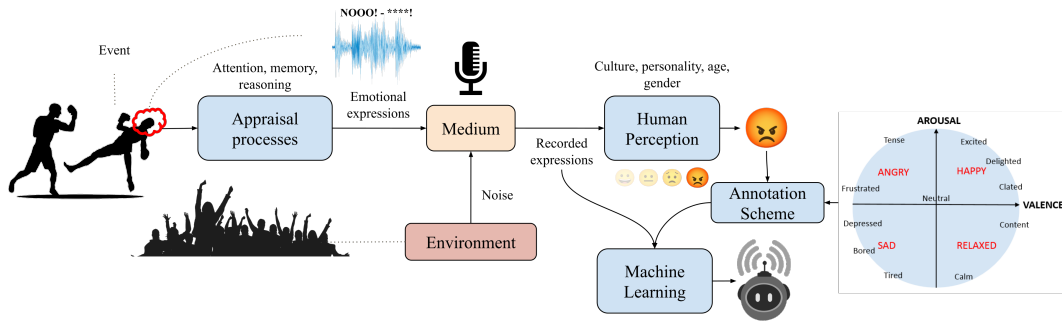 NOOO! - ****!
Event
Attention, memory,
reasoning
Appraisal
processes
Emotional
expressions
Medium
Culture, personality, age,
gender
Human
Perception
Recorded
expressions
Noise
Environment
Annotation
Scheme
Machine
Learning
AROUSAL
Tense
Excited
ANGRY
HAPPY
Delighted
Frustrated
Clated
Neutral
VALENCE
Depressed
Content
Bored
SAD
RELAXED
Tired
Calm